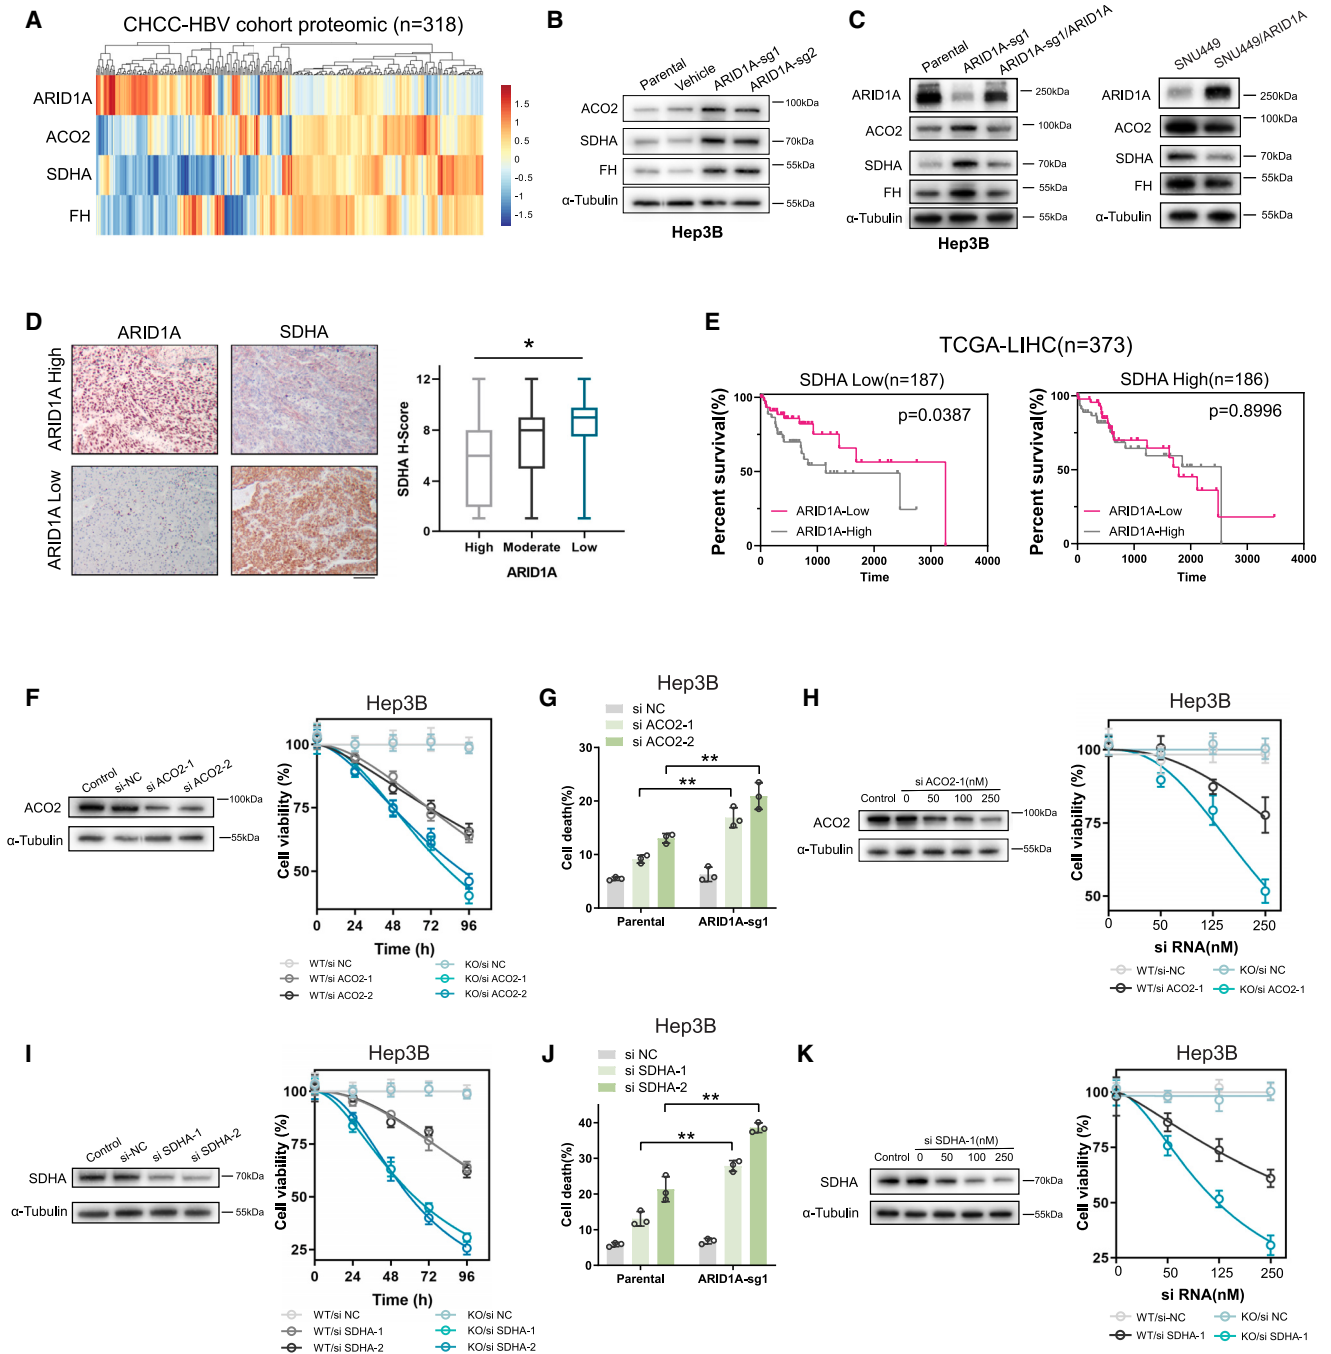 A
CHCC-HBV cohort proteomic (n=318)
ARID1A
ACO2
SDHA
FH
1.5
1
0.5
0
-0.5
-1
-1.5
B
Parental
Vehicle
ARID1A-sg1
ARID1A-sg2
ACO2
100kDa
SDHA
70kDa
FH
55kDa
α-Tubulin
55kDa
Hep3B
C
Parental
ARID1A-sg1
ARID1A-sg1/ARID1A
ARID1A
250kDa
ACO2
100kDa
SDHA
70kDa
FH
55kDa
α-Tubulin
55kDa
Hep3B
SNU449
SNU449/ARID1A
ARID1A
250kDa
ACO2
100kDa
SDHA
70kDa
FH
55kDa
α-Tubulin
55kDa
D
ARID1A
SDHA
ARID1A High
ARID1A Low
*
SDHA H-Score
12
8
4
0
High Moderate Low
ARID1A
E
TCGA-LIHC(n=373)
SDHA Low(n=187)
p=0.0387
Percent survival(%)
100
50
0
ARID1A-Low
ARID1A-High
0 1000 2000 3000 4000
Time
SDHA High(n=186)
p=0.8996
Percent survival(%)
100
50
0
ARID1A-Low
ARID1A-High
0 1000 2000 3000 4000
Time
F
Control
si-NC
si ACO2-1
si ACO2-2
ACO2
100kDa
α-Tubulin
55kDa
Hep3B
Cell viability (%)
100
75
50
0 24 48 72 96
Time (h)
WT/si NC
WT/si ACO2-1
WT/si ACO2-2
KO/si NC
KO/si ACO2-1
KO/si ACO2-2
G
Hep3B
si NC
si ACO2-1
si ACO2-2
Cell death(%)
30
20
10
0
**
**
Parental ARID1A-sg1
H
si ACO2-1(nM)
Control 0 50 100 250
ACO2
100kDa
α-Tubulin
55kDa
Hep3B
Cell viability (%)
100
75
50
0 50 125 250
si RNA(nM)
WT/si-NC
WT/si ACO2-1
KO/si NC
KO/si ACO2-1
I
Control
si-NC
si SDHA-1
si SDHA-2
SDHA
70kDa
α-Tubulin
55kDa
Hep3B
Cell viability (%)
100
75
50
25
0 24 48 72 96
Time (h)
WT/si NC
WT/si SDHA-1
WT/si SDHA-2
KO/si NC
KO/si SDHA-1
KO/si SDHA-2
J
Hep3B
si NC
si SDHA-1
si SDHA-2
Cell death(%)
40
30
20
10
0
**
**
Parental ARID1A-sg1
K
si SDHA-1(nM)
Control 0 50 100 250
SDHA
70kDa
α-Tubulin
55kDa
Hep3B
Cell viability (%)
100
75
50
25
0 50 125 250
si RNA(nM)
WT/si-NC
WT/si SDHA-1
KO/si NC
KO/si SDHA-1